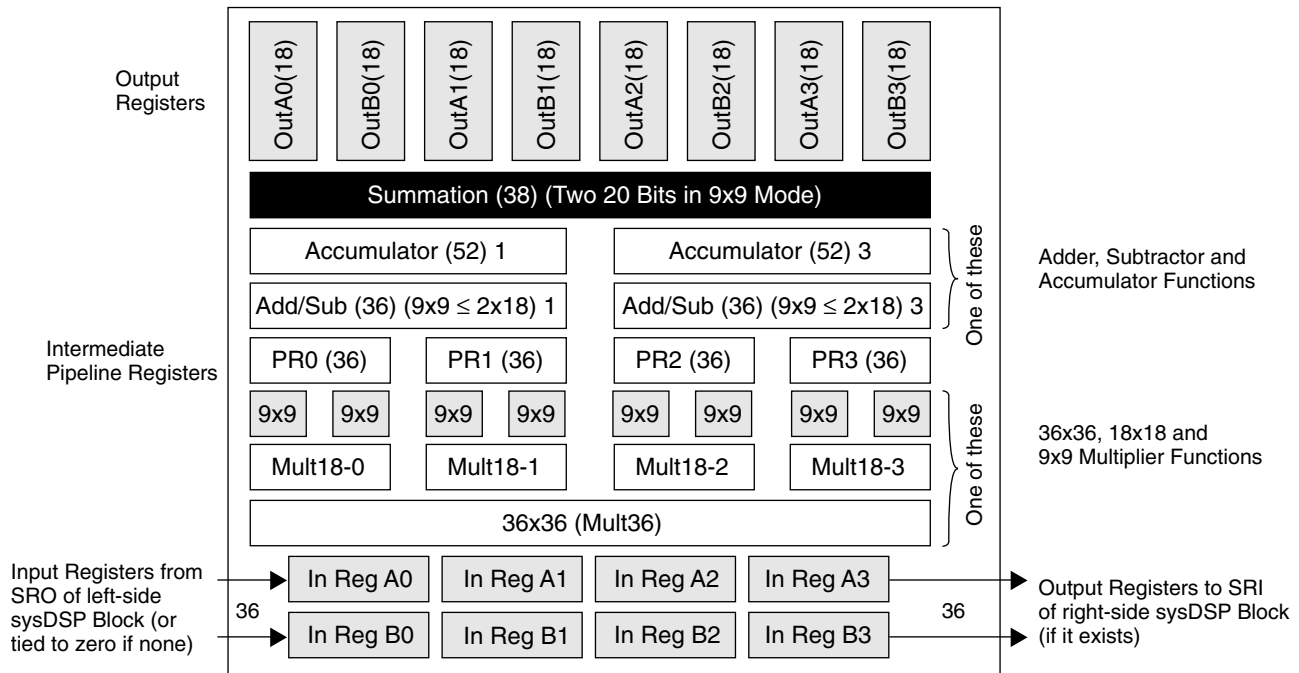 Output
Registers
OutA0(18)
OutB0(18)
OutA1(18)
OutB1(18)
OutA2(18)
OutB2(18)
OutA3(18)
OutB3(18)
Summation (38) (Two 20 Bits in 9x9 Mode)
Accumulator (52) 1
Accumulator (52) 3
Add/Sub (36) (9x9 ≤ 2x18) 1
Add/Sub (36) (9x9 ≤ 2x18) 3
One of these
Adder, Subtractor and
Accumulator Functions
Intermediate
Pipeline Registers
PR0 (36)
PR1 (36)
PR2 (36)
PR3 (36)
9x9
9x9
9x9
9x9
9x9
9x9
9x9
9x9
Mult18-0
Mult18-1
Mult18-2
Mult18-3
36x36 (Mult36)
One of these
36x36, 18x18 and
9x9 Multiplier Functions
Input Registers from
SRO of left-side
sysDSP Block (or
tied to zero if none)
36
In Reg A0
In Reg A1
In Reg A2
In Reg A3
In Reg B0
In Reg B1
In Reg B2
In Reg B3
36
Output Registers to SRI
of right-side sysDSP Block
(if it exists)